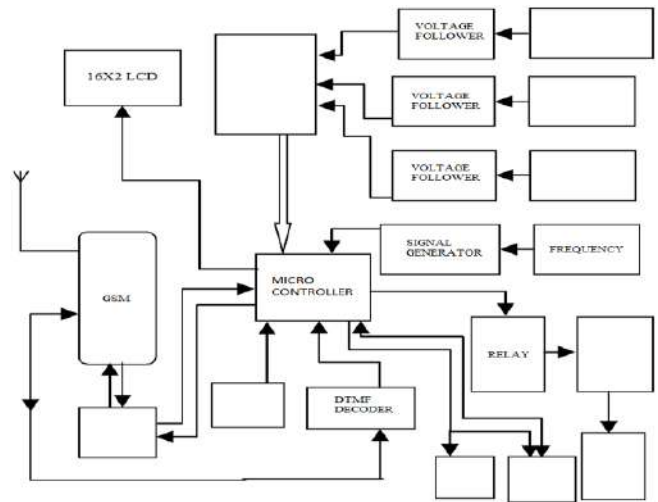 VOLTAGE
FOLLOWER
16X2 LCD
VOLTAGE
FOLLOWER
VOLTAGE
FOLLOWER
SIGNAL
GENERATOR
FREQUENCY
MICRO
CONTROLLER
GSM
RELAY
DTMF
DECODER